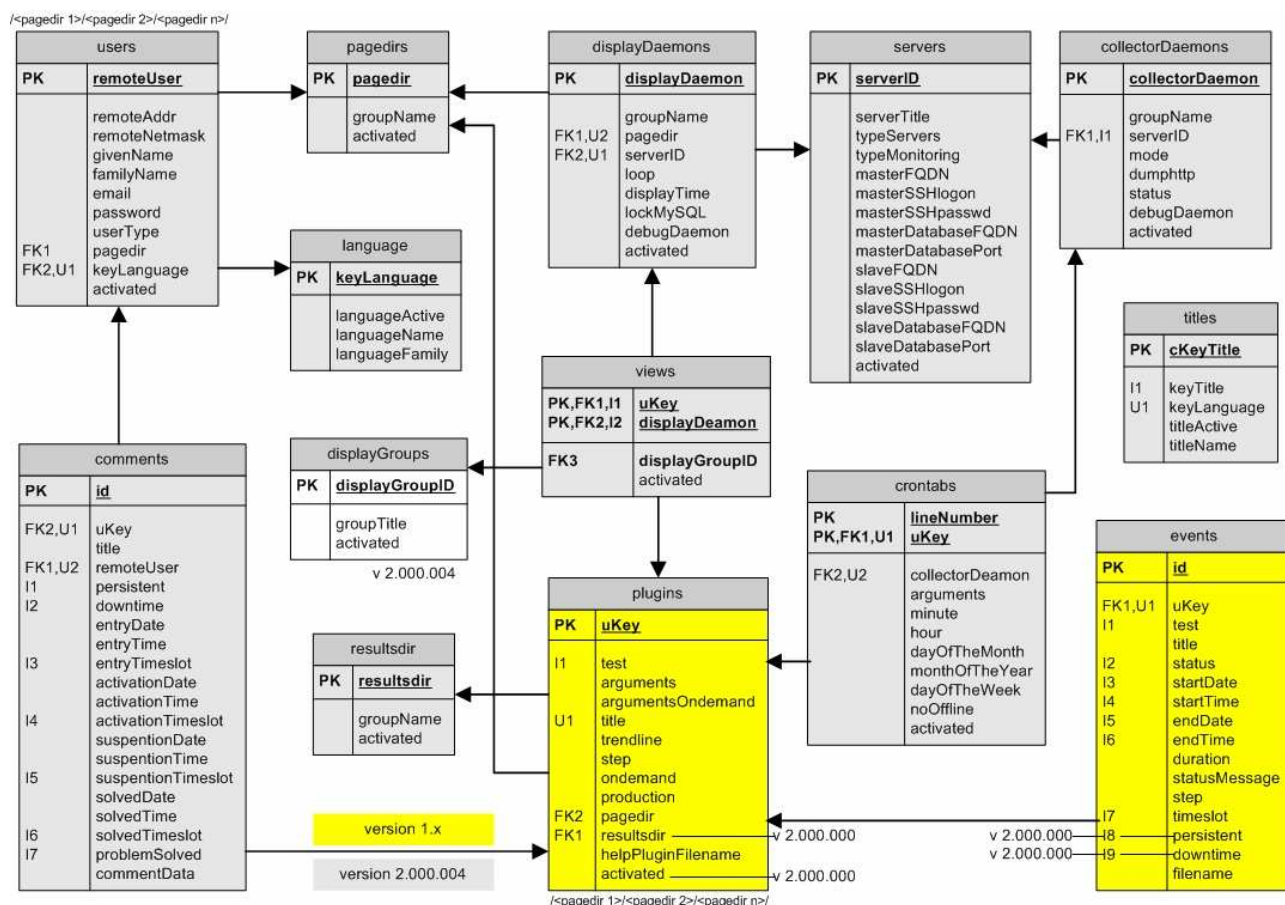 /<pagedir 1>/<pagedir 2>/<pagedir n>/
users
PK remoteUser
remoteAddr
remoteNetmask
givenName
familyName
email
password
userType
FK1 pagedir
FK2,U1 keyLanguage
activated
pagedirs
PK pagedir
groupName
activated
displayDaemons
PK displayDaemon
groupName
FK1,U2 pagedir
FK2,U1 serverID
loop
displayTime
lockMySQL
debugDaemon
activated
servers
PK serverID
serverTitle
typeServers
typeMonitoring
masterFQDN
masterSSHlogon
masterSSHpasswd
masterDatabaseFQDN
masterDatabasePort
slaveFQDN
slaveSSHlogon
slaveSSHpasswd
slaveDatabaseFQDN
slaveDatabasePort
activated
collectorDaemons
PK collectorDaemon
groupName
FK1,I1 serverID
mode
dumphttp
status
debugDaemon
activated
language
PK keyLanguage
languageActive
languageName
languageFamily
titles
PK cKeyTitle
I1 keyTitle
U1 keyLanguage
titleActive
titleName
views
PK,FK1,I1 uKey
PK,FK2,I2 displayDeamon
FK3 displayGroupID
activated
comments
PK id
FK2,U1 uKey
title
FK1,U2 remoteUser
I1 persistent
I2 downtime
entryDate
entryTime
I3 entryTimeslot
activationDate
activationTime
I4 activationTimeslot
suspentionDate
suspentionTime
I5 suspentionTimeslot
solvedDate
solvedTime
I6 solvedTimeslot
I7 problemSolved
commentData
displayGroups
PK displayGroupID
groupTitle
activated
v 2.000.004
crontabs
PK lineNumber
PK,FK1,U1 uKey
FK2,U2 collectorDeamon
arguments
minute
hour
dayOfTheMonth
monthOfTheYear
dayOfTheWeek
noOffline
activated
events
PK id
FK1,U1 uKey
I1 test
title
I2 status
I3 startDate
I4 startTime
I5 endDate
I6 endTime
duration
statusMessage
step
I7 timeslot
v 2.000.000 I8 persistent
v 2.000.000 I9 downtime
filename
plugins
PK uKey
I1 test
arguments
argumentsOndemand
U1 title
trendline
step
ondemand
production
FK2 pagedir
FK1 resultsdir v 2.000.000
helpPluginFilename
activated v 2.000.000
/<pagedir 1>/<pagedir 2>/<pagedir n>/
resultsdir
PK resultsdir
groupName
activated
version 1.x
version 2.000.004